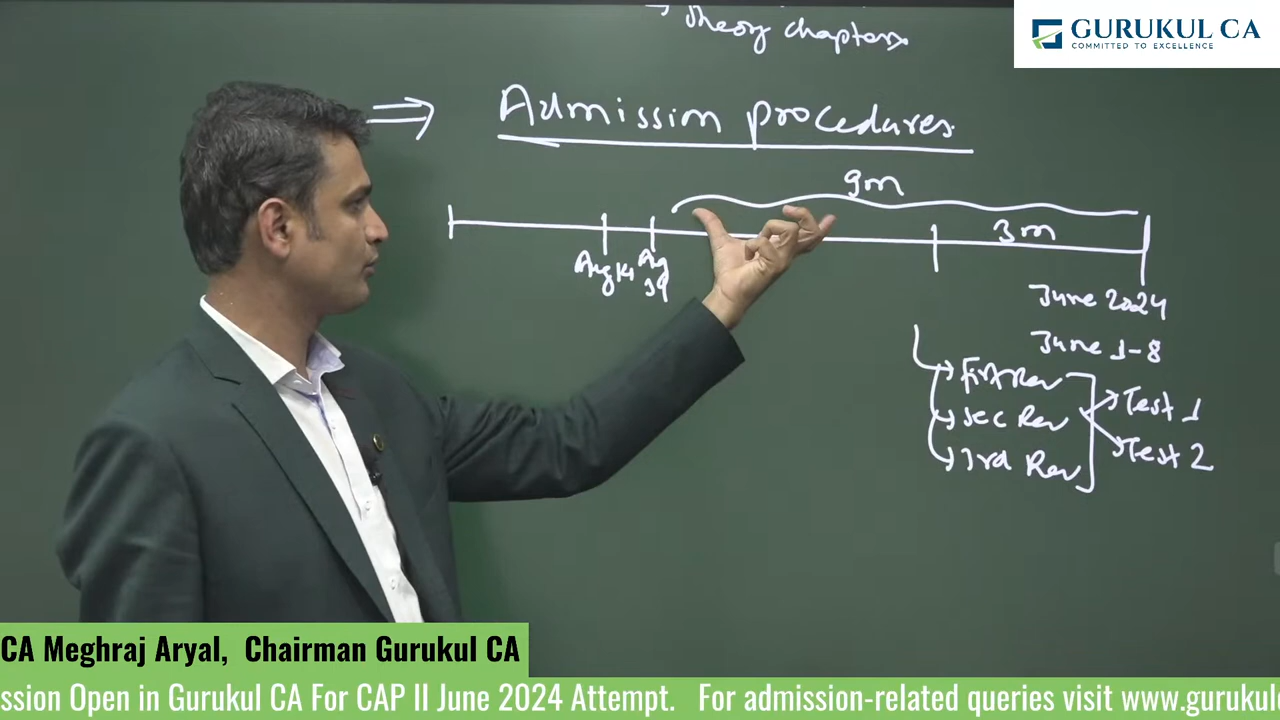 Theory chapters
GURUKUL CA
COMMITTED TO EXCELLENCE
⇒ Admission procedures
9m
3m
Aug 14
June 2024
June 1-8
First Rev
Sec Rev
3rd Rev
Test 1
Test 2
CA Meghraj Aryal, Chairman Gurukul CA
ssion Open in Gurukul CA For CAP II June 2024 Attempt. For admission-related queries visit www.gurukul